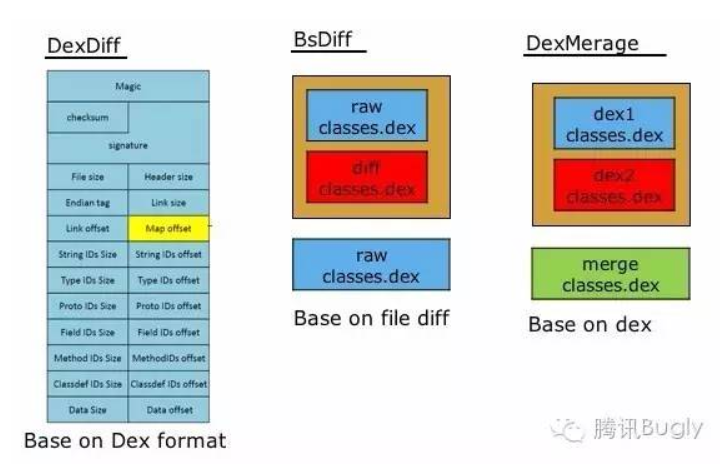 DexDiff
Magic
checksum
signature
File size
Header size
Endian tag
Link size
Link offset
Map offset
String IDs Size
String IDs offset
Type IDs Size
Type IDs offset
Proto IDs Size
Proto IDs offset
Field IDs Size
Field IDs offset
Method IDs Size
MethodIDs offset
Classdef IDs Size
Classdef IDs offset
Data Size
Data offset
Base on Dex format
BsDiff
raw
classes.dex
diff
classes.dex
raw
classes.dex
Base on file diff
DexMerage
dex1
classes.dex
dex2
classes.dex
merge
classes.dex
Base on dex
腾讯Bugly